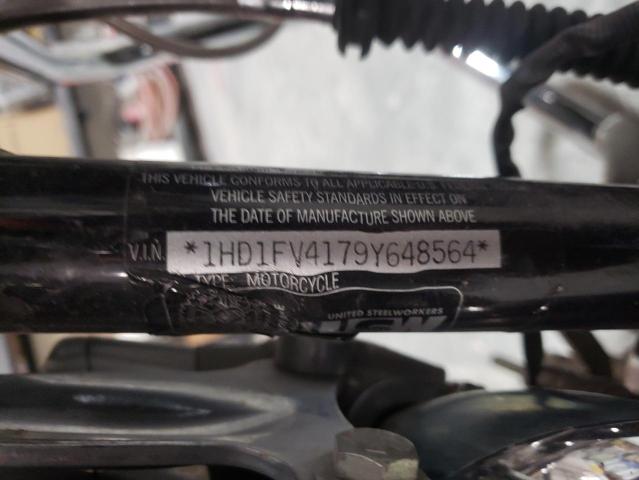 THIS VEHICLE CONFORMS TO ALL APPLICABLE U.S.
VEHICLE SAFETY STANDARDS IN EFFECT ON
THE DATE OF MANUFACTURE SHOWN ABOVE
V.I.N. *1HD1FV4179Y648564*
TYPE: MOTORCYCLE
UNITED STEELWORKERS